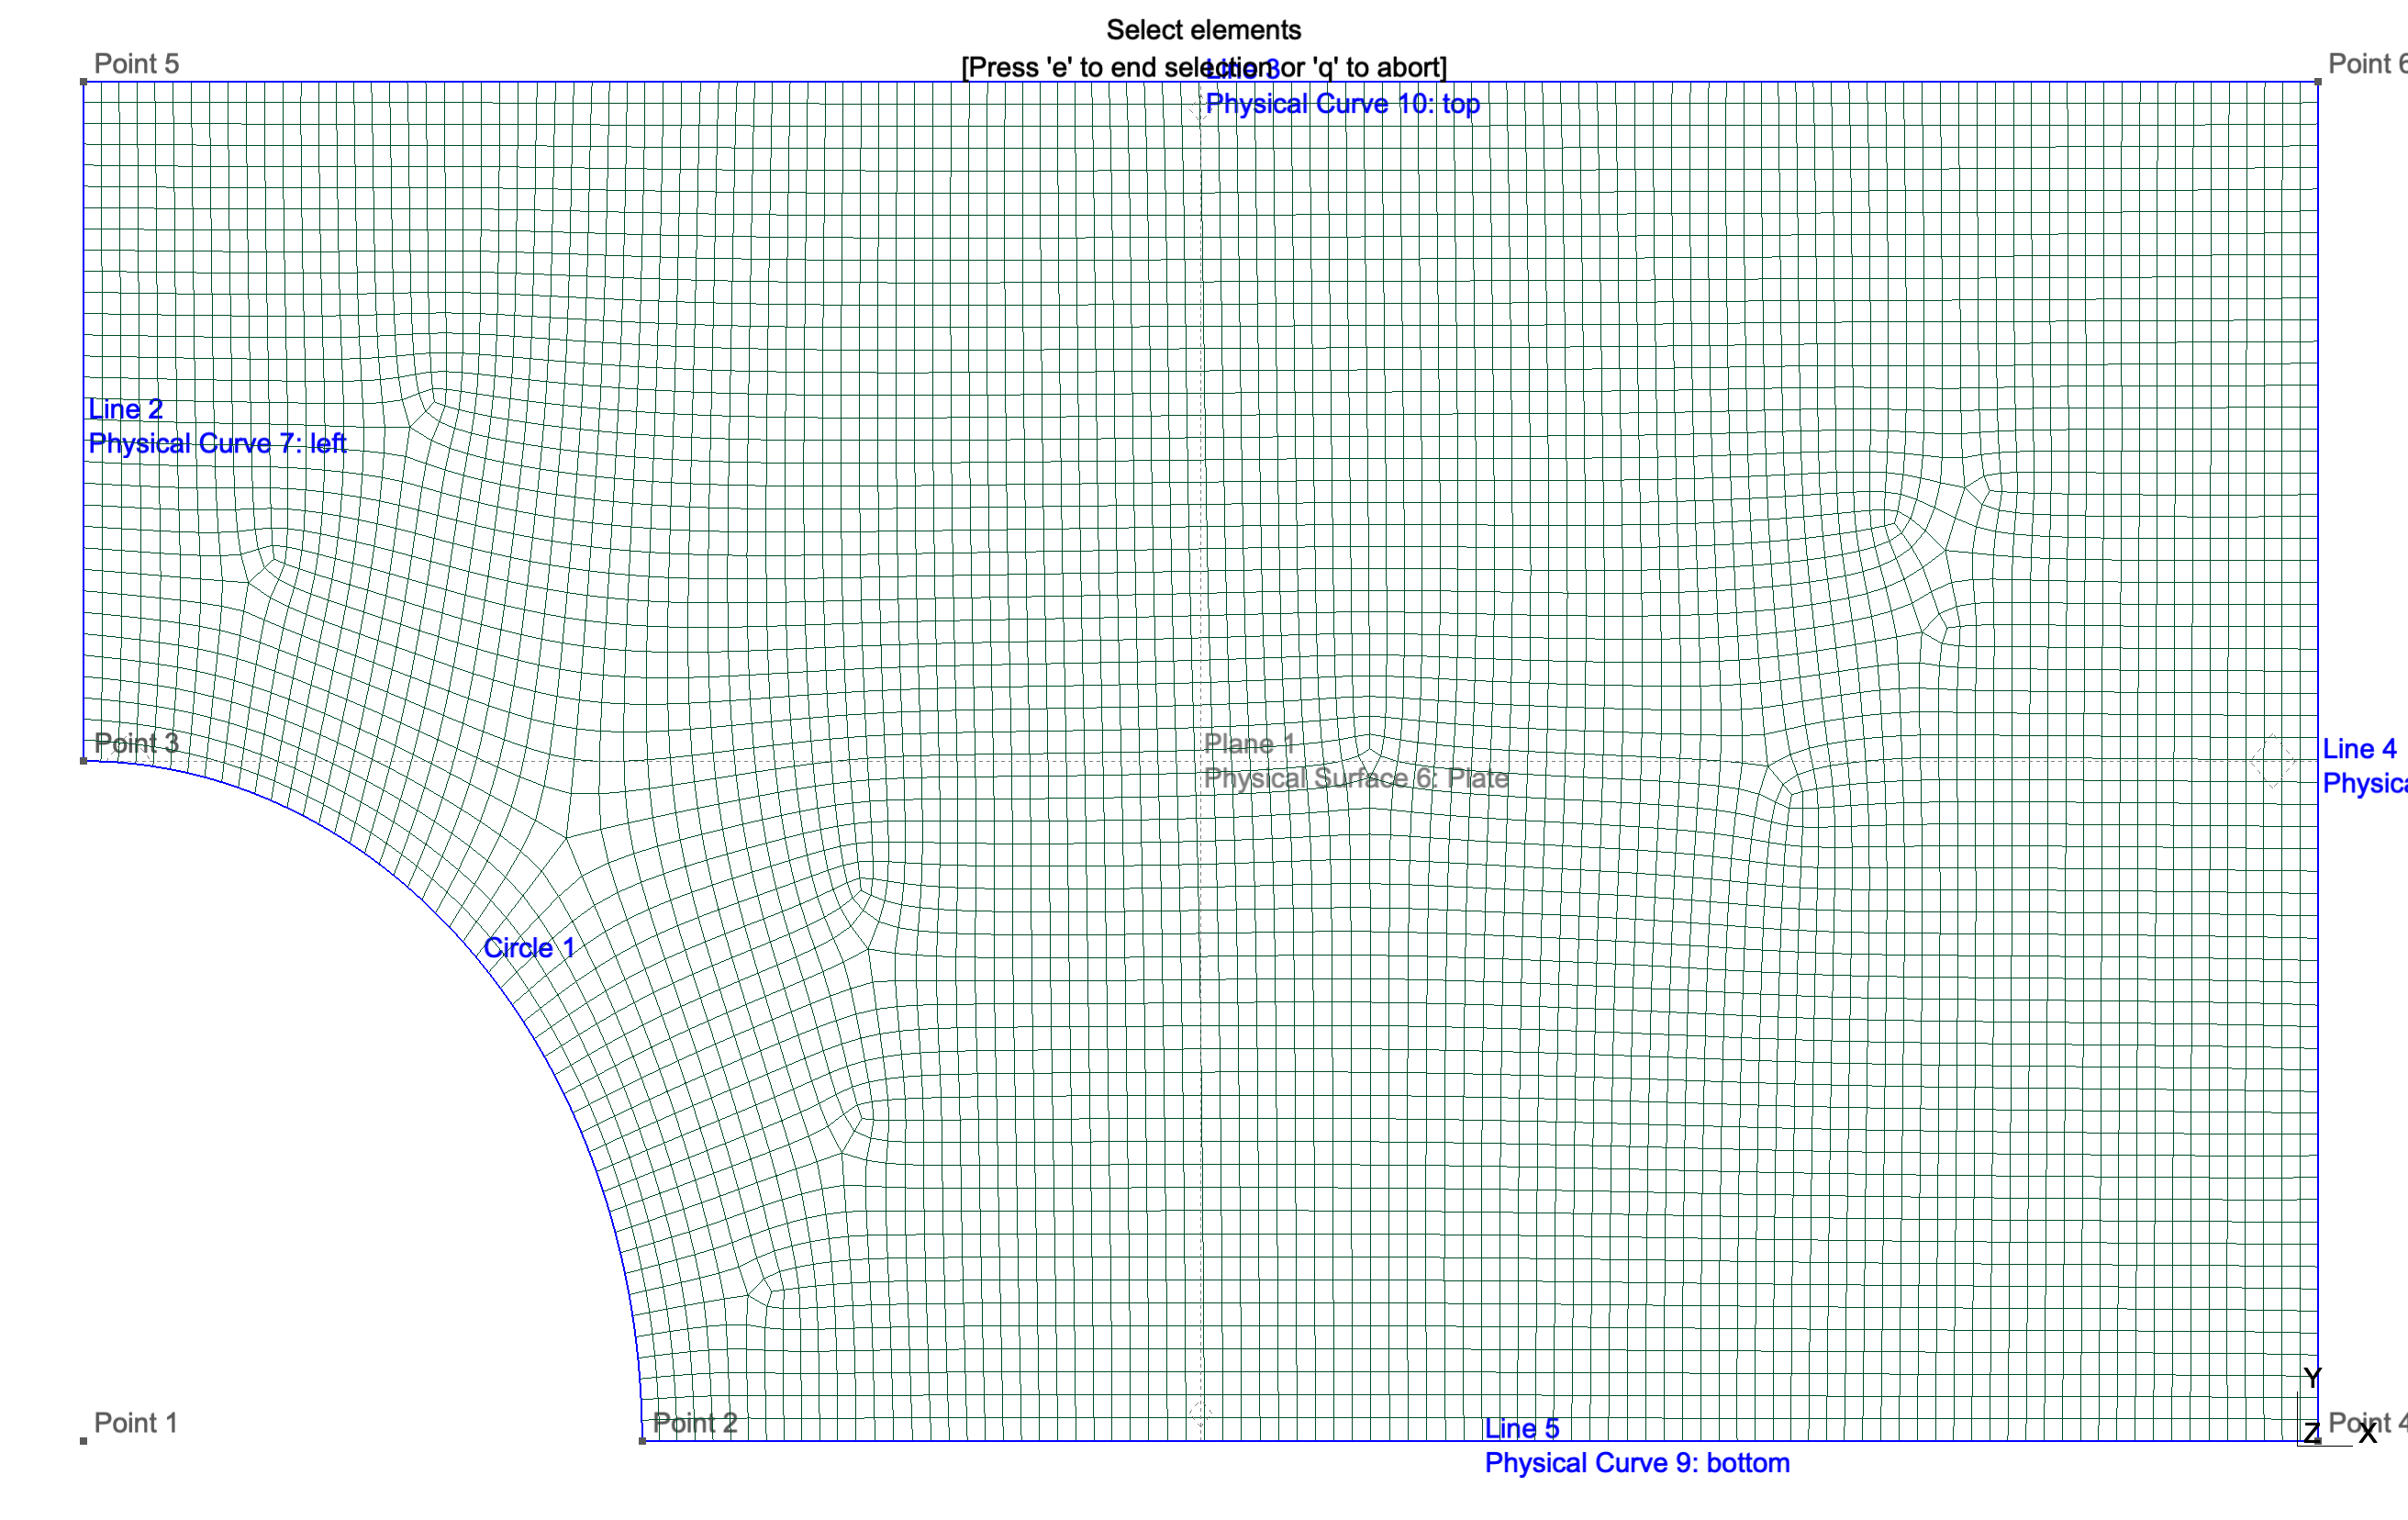 Select elements
[Press 'e' to end selection or 'q' to abort]
Point 5
Line 3
Point 6
Physical Curve 10: top
Line 2
Physical Curve 7: left
Point 3
Plane 1
Physical Surface 6: Plate
Line 4
Circle 1
Point 1
Point 2
Line 5
Physical Curve 9: bottom
Y
Z
X
Point 4